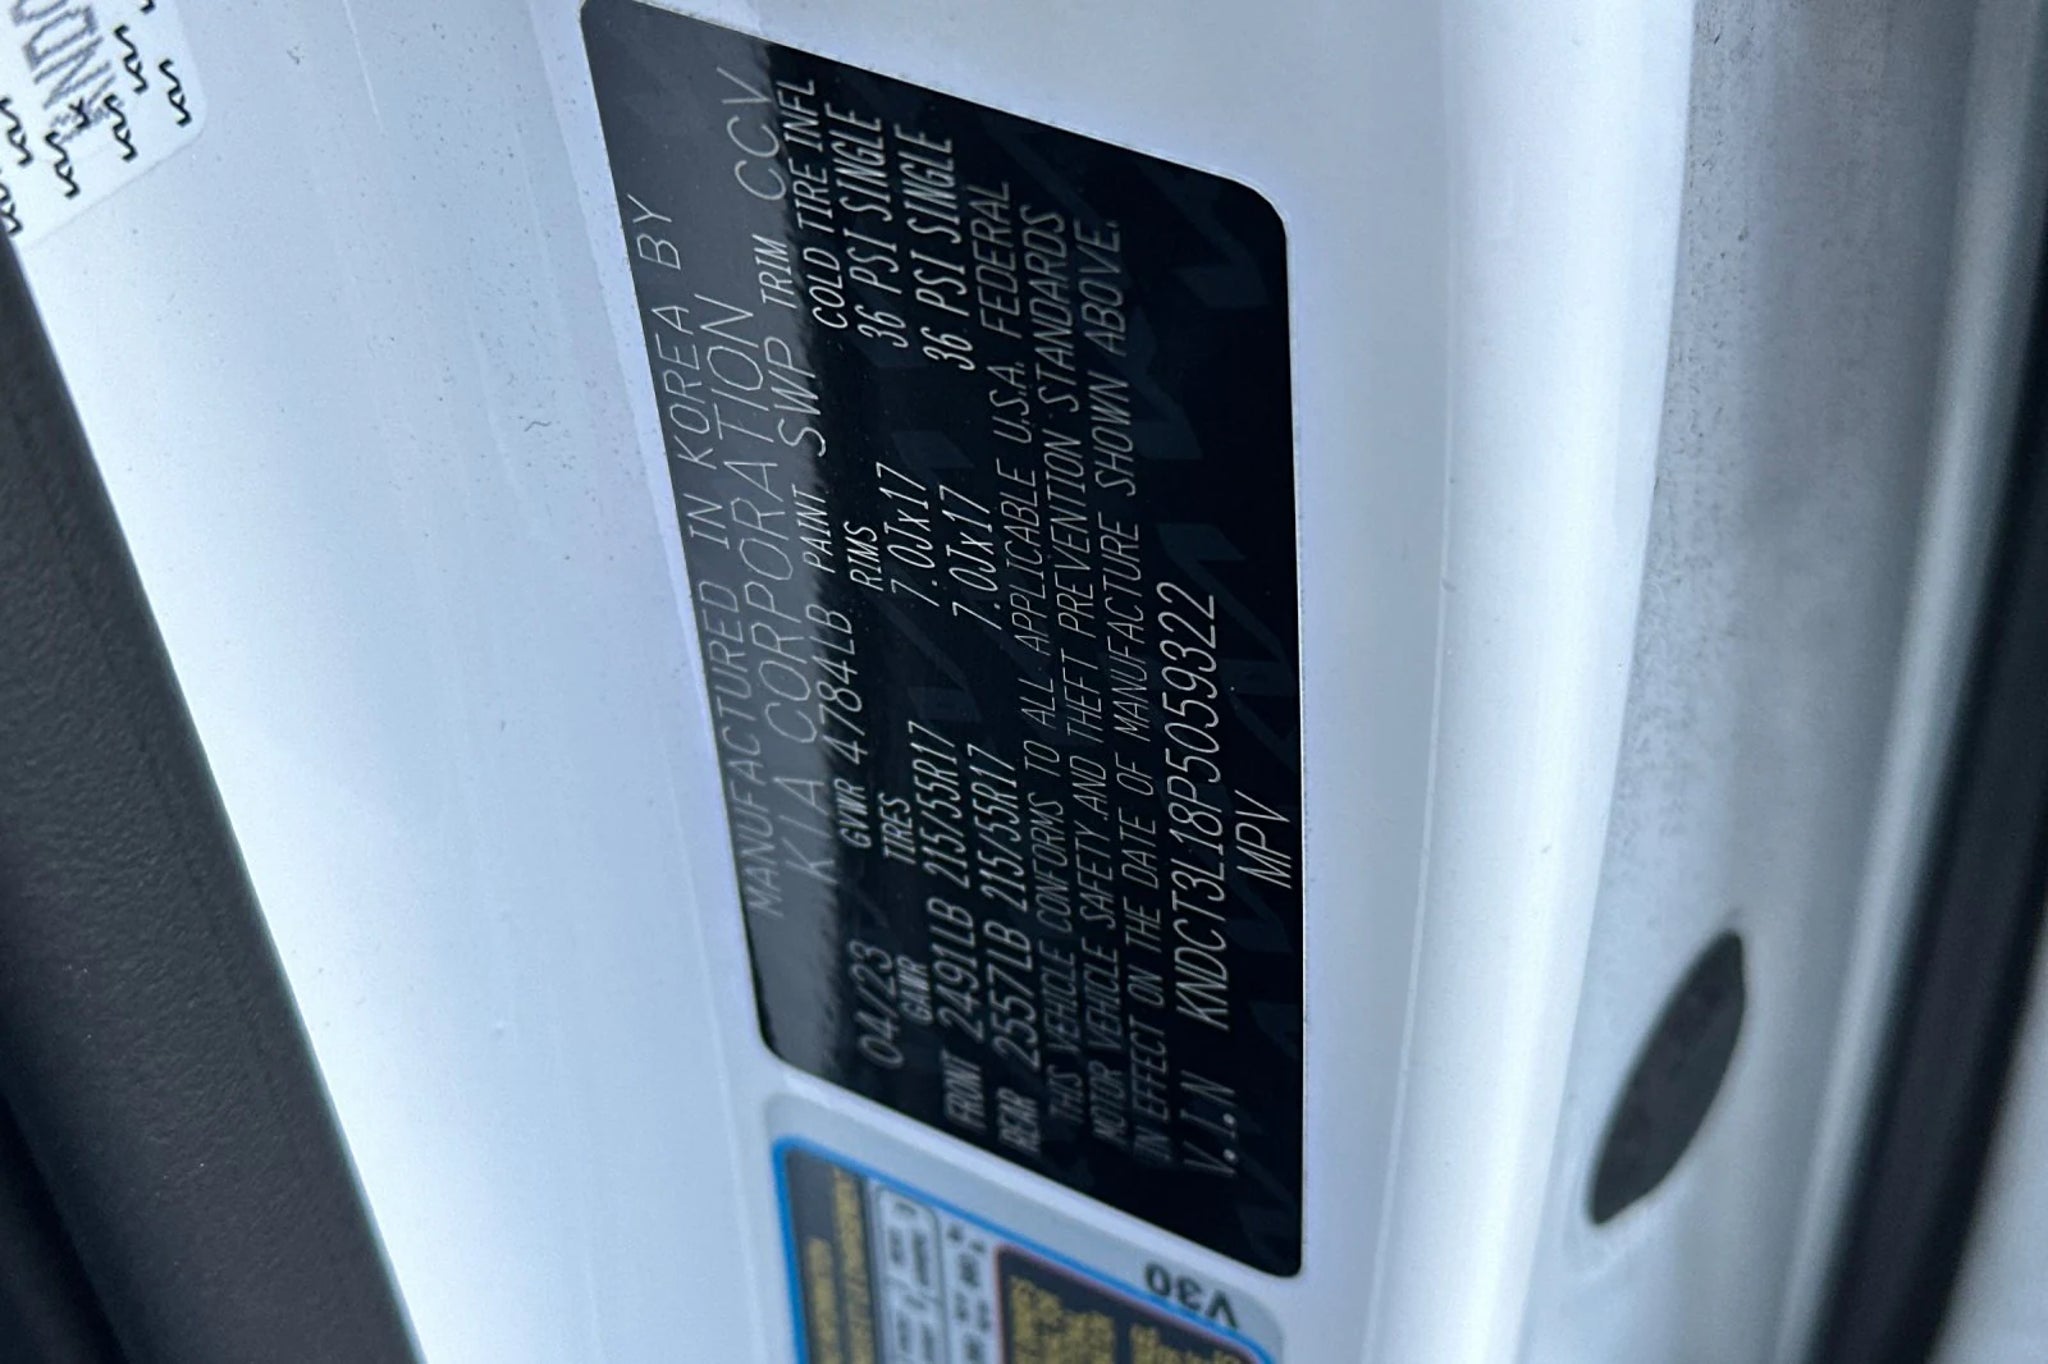 MANUFACTURED IN KOREA BY
KIA CORPORATION
04/23 GVWR 4784LB PAINT SWP TRIM CCV
GAWR TIRES RIMS COLD TIRE INFL
FRONT 2491LB 215/55R17 7.0Jx17 36 PSI SINGLE
REAR 2557LB 215/55R17 7.0Jx17 36 PSI SINGLE
THIS VEHICLE CONFORMS TO ALL APPLICABLE U.S.A. FEDERAL
MOTOR VEHICLE SAFETY AND THEFT PREVENTION STANDARDS
IN EFFECT ON THE DATE OF MANUFACTURE SHOWN ABOVE.
V.I.N KNDCT3L18P5059322
MPV
V30